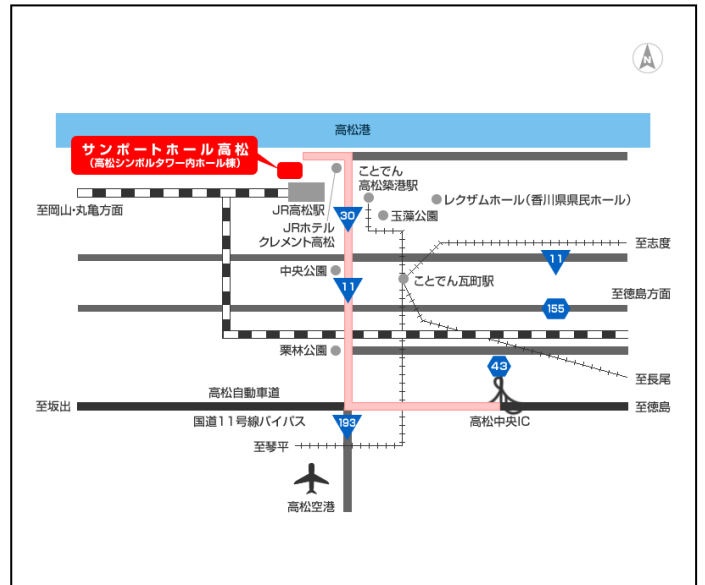 N
高松港
サンポートホール高松
(高松シンボルタワー内ホール棟)
ことでん
高松築港駅
レクザムホール(香川県県民ホール)
至岡山・丸亀方面
JR高松駅
30
玉藻公園
JRホテル
クレメント高松
至志度
中央公園
11
11
ことでん瓦町駅
至徳島方面
155
栗林公園
43
至長尾
高松自動車道
至坂出
至徳島
国道11号線バイパス
193
高松中央IC
至琴平
高松空港